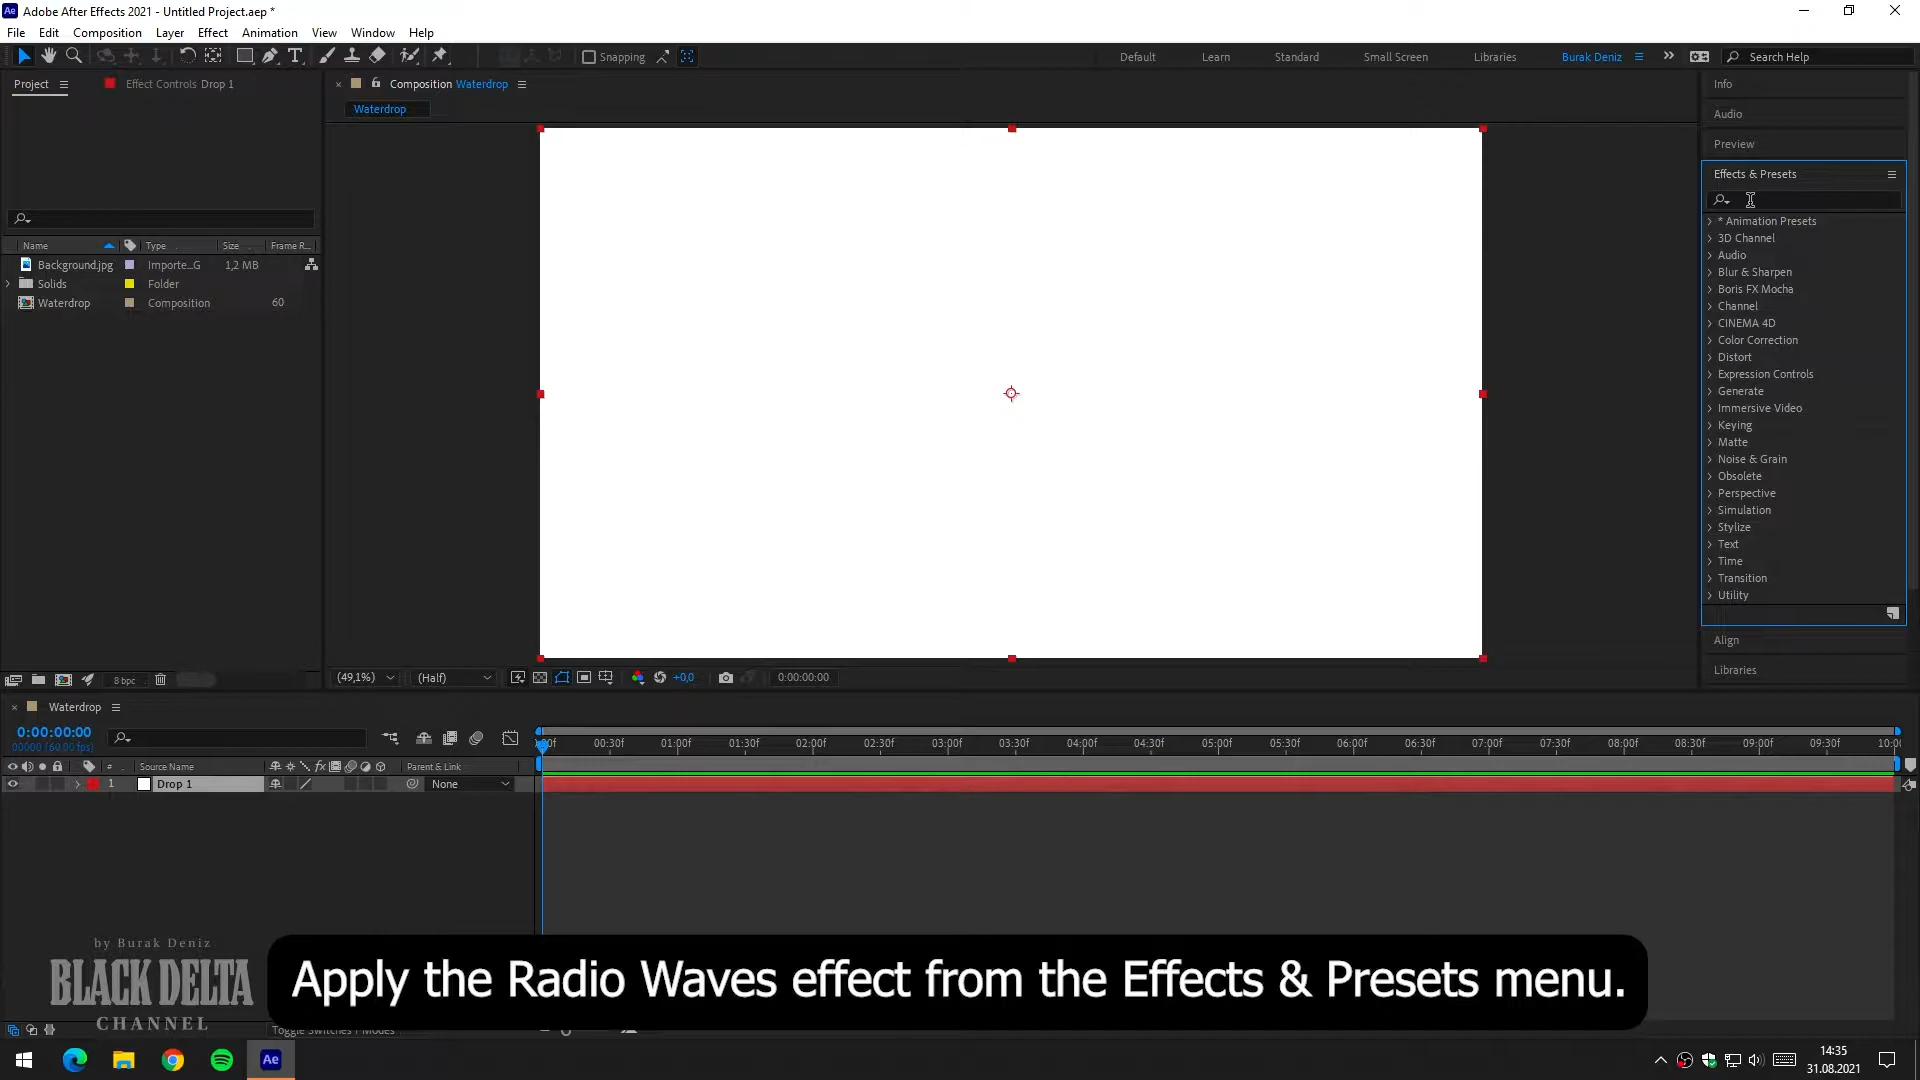 Adobe After Effects 2021 - Untitled Project.aep *
File Edit Composition Layer Effect Animation View Window Help
Snapping Default Learn Standard Small Screen Libraries Burak Deniz Search Help
Project Effect Controls Drop 1
Composition Waterdrop
Waterdrop
Name Type Size Frame R...
Background.jpg Importe...G 1,2 MB
Solids Folder
Waterdrop Composition 60
8 bpc
(49,1%) (Half) +0,0 0:00:00:00
Info
Audio
Preview
Effects & Presets
* Animation Presets
3D Channel
Audio
Blur & Sharpen
Boris FX Mocha
Channel
CINEMA 4D
Color Correction
Distort
Expression Controls
Generate
Immersive Video
Keying
Matte
Noise & Grain
Obsolete
Perspective
Simulation
Stylize
Text
Time
Transition
Utility
Align
Libraries
Waterdrop
0:00:00:00
00000 (60.00 fps)
00:30f 01:00f 01:30f 02:00f 02:30f 03:00f 03:30f 04:00f 04:30f 05:00f 05:30f 06:00f 06:30f 07:00f 07:30f 08:00f 08:30f 09:00f 09:30f
# Source Name fx Parent & Link
1 Drop 1 None
by Burak Deniz
BLACK DELTA
CHANNEL
Apply the Radio Waves effect from the Effects & Presets menu.
Toggle Switches / Modes
Ae
14:35
31.08.2021